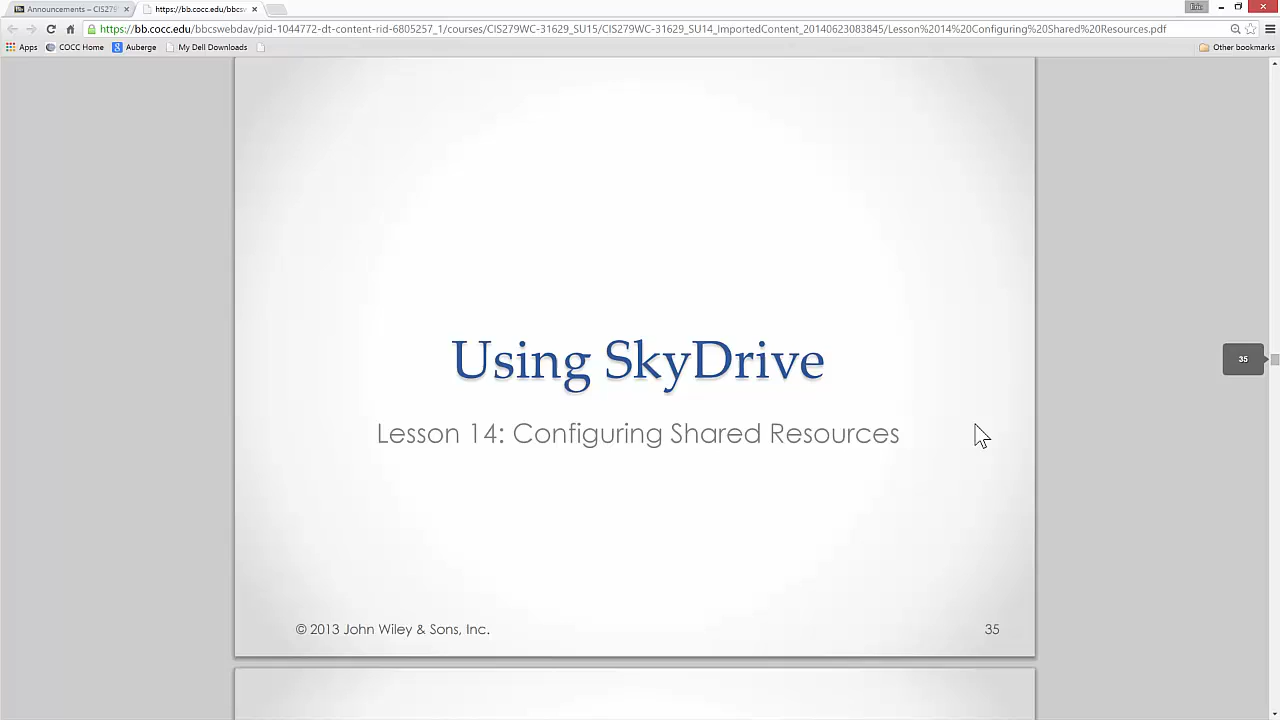 Announcements – CIS279
https://bb.cocc.edu/bbcsw
https://bb.cocc.edu/bbcswebdav/pid-1044772-dt-content-rid-6805257_1/courses/CIS279WC-31629_SU15/CIS279WC-31629_SU14_ImportedContent_20140623083845/Lesson%2014%20Configuring%20Shared%20Resources.pdf
Apps COCC Home Auberge My Dell Downloads Other bookmarks
Using SkyDrive
35
Lesson 14: Configuring Shared Resources
© 2013 John Wiley & Sons, Inc. 35